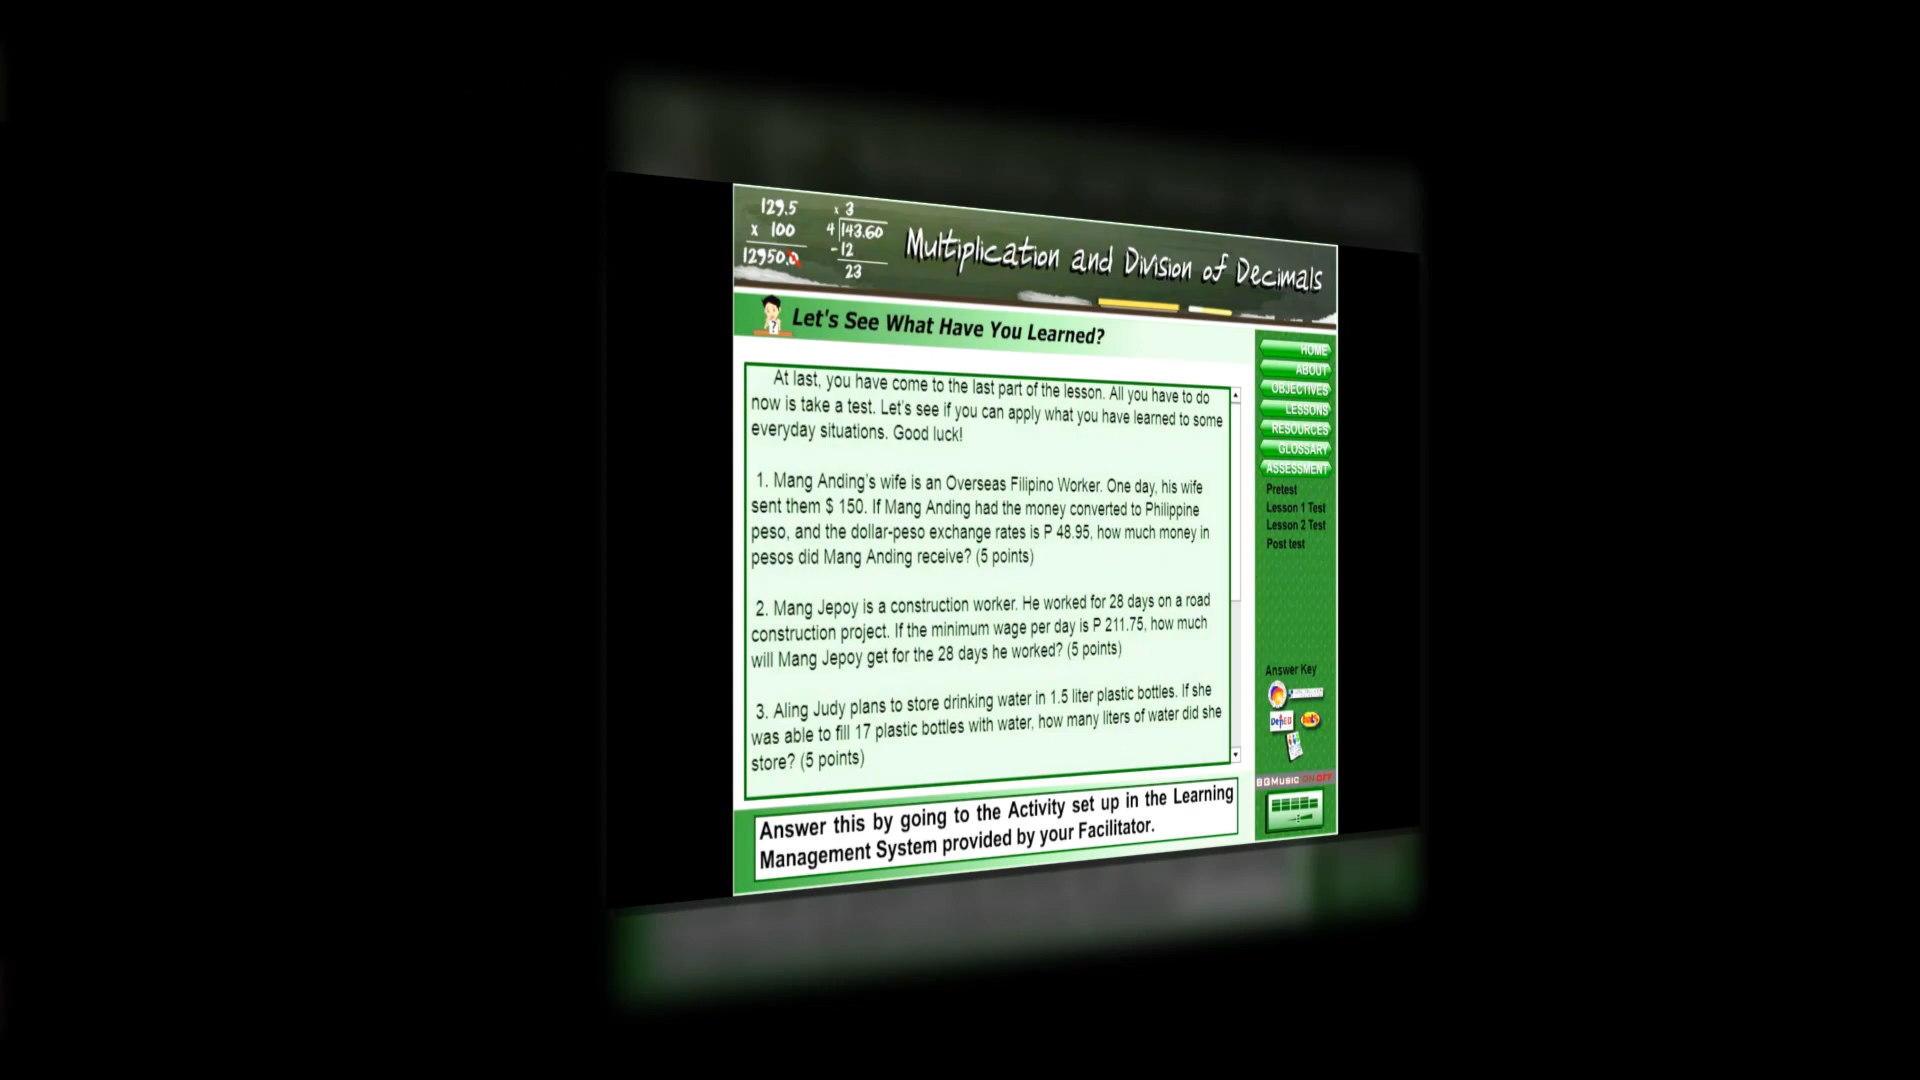 129.5
x 100
12950.0
x 3
4 143.60
-12
23
Multiplication and Division of Decimals
Let's See What Have You Learned?
At last, you have come to the last part of the lesson. All you have to do
now is take a test. Let's see if you can apply what you have learned to some
everyday situations. Good luck!
1. Mang Anding's wife is an Overseas Filipino Worker. One day, his wife
sent them $ 150. If Mang Anding had the money converted to Philippine
peso, and the dollar-peso exchange rates is P 48.95, how much money in
pesos did Mang Anding receive? (5 points)
2. Mang Jepoy is a construction worker. He worked for 28 days on a road
construction project. If the minimum wage per day is P 211.75, how much
will Mang Jepoy get for the 28 days he worked? (5 points)
3. Aling Judy plans to store drinking water in 1.5 liter plastic bottles. If she
was able to fill 17 plastic bottles with water, how many liters of water did she
store? (5 points)
Answer this by going to the Activity set up in the Learning
Management System provided by your Facilitator.
HOME
ABOUT
OBJECTIVES
LESSONS
RESOURCES
GLOSSARY
ASSESSMENT
Pretest
Lesson 1 Test
Lesson 2 Test
Post test
Answer Key
DepED
BGMUSIC ON OFF